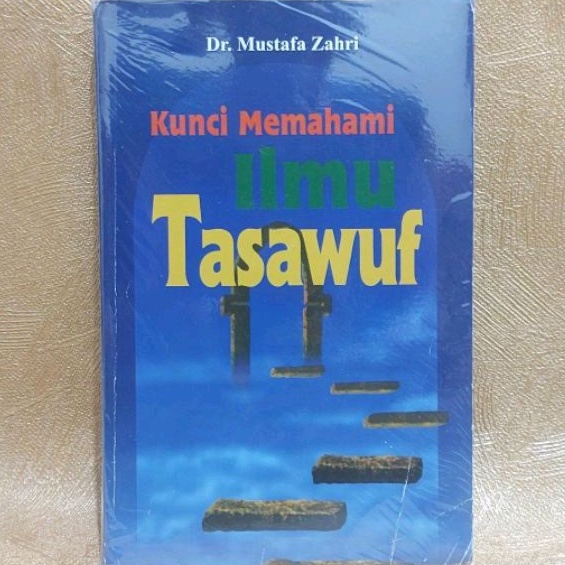 Dr. Mustafa Zahri
Kunci Memahami
Ilmu
Tasawuf